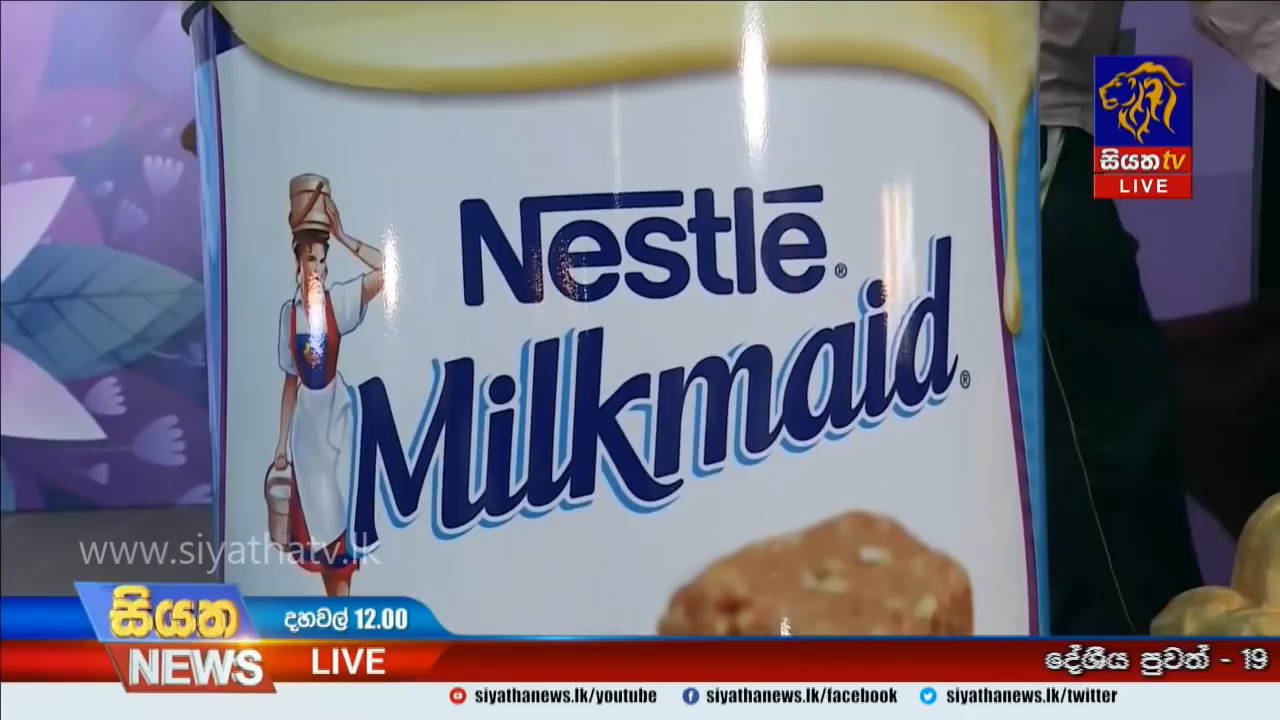 සියත tv
LIVE
Nestlé®
Milkmaid®
www.siyathatv.lk
සියත
දහවල් 12.00
NEWS
LIVE
දේශීය පුවත් - 19
siyathanews.lk/youtube
siyathanews.lk/facebook
siyathanews.lk/twitter